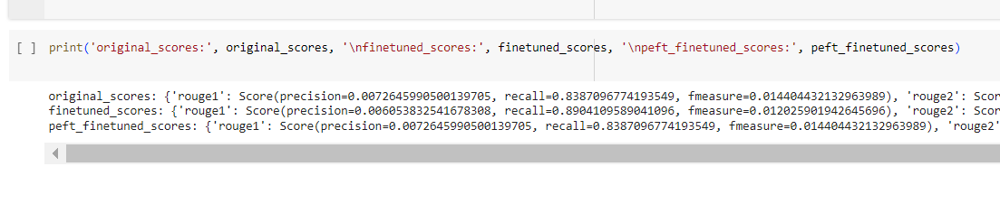 [ ] print('original_scores:', original_scores, '\nfinetuned_scores:', finetuned_scores, '\npeft_finetuned_scores:', peft_finetuned_scores)
original_scores: {'rouge1': Score(precision=0.0072645990500139705, recall=0.8387096774193549, fmeasure=0.014404432132963989), 'rouge2': Scor
finetuned_scores: {'rouge1': Score(precision=0.006053832541678308, recall=0.8904109589041096, fmeasure=0.012025901942645696), 'rouge2': Scor
peft_finetuned_scores: {'rouge1': Score(precision=0.0072645990500139705, recall=0.8387096774193549, fmeasure=0.014404432132963989), 'rouge2'